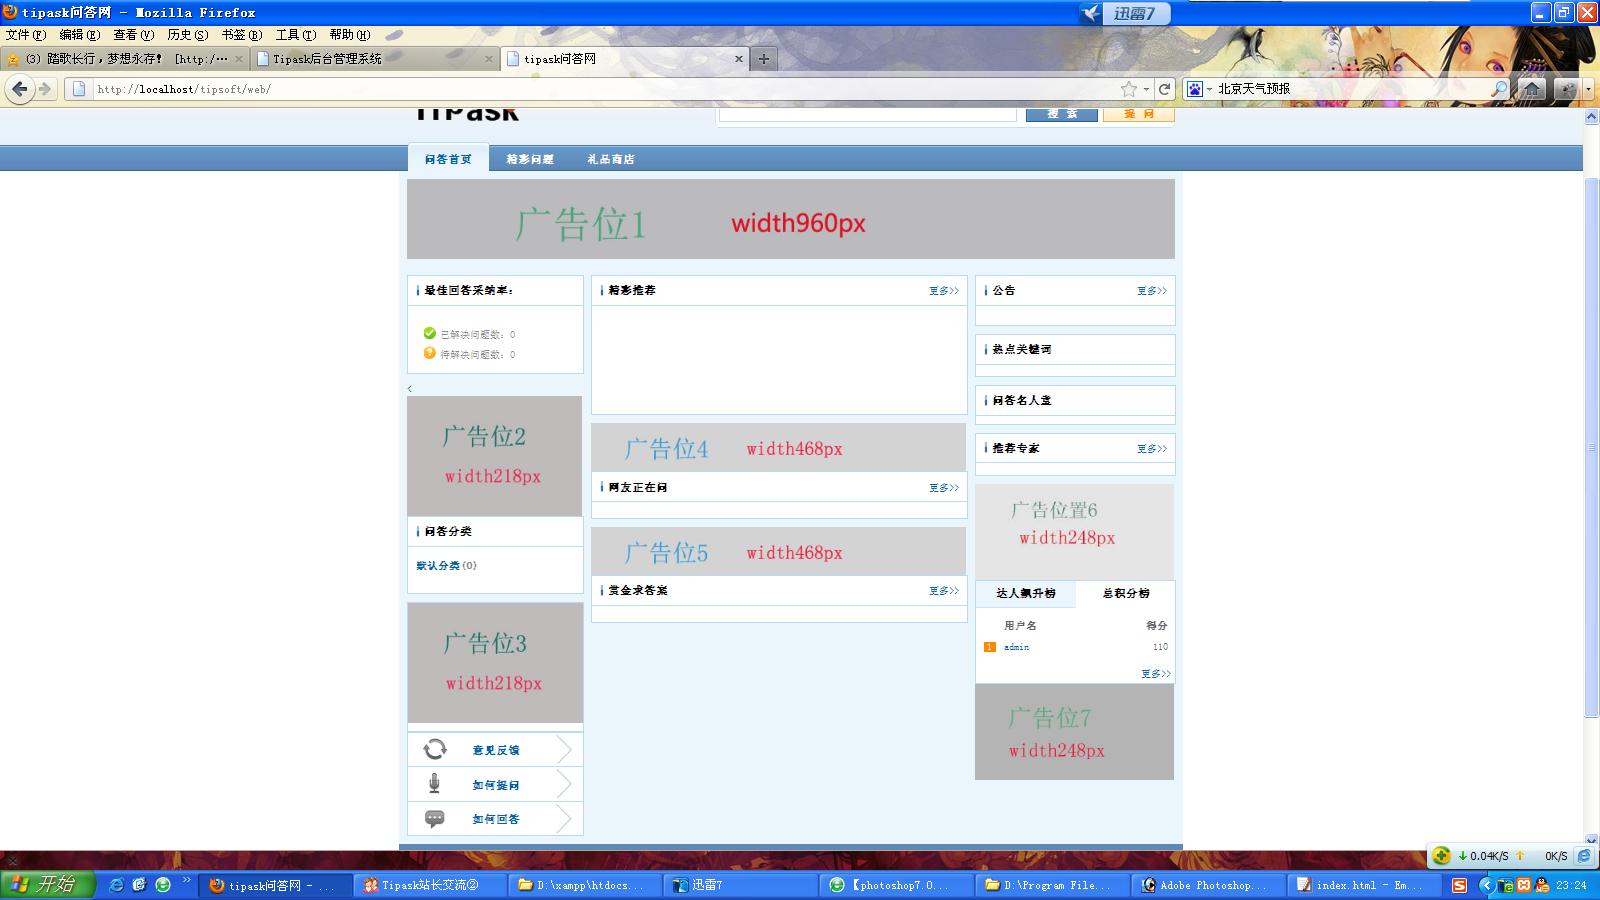 tipask问答网 - Mozilla Firefox
迅雷7
文件(F) 编辑(E) 查看(V) 历史(S) 书签(B) 工具(T) 帮助(H)
(3) 踏歌长行，梦想永存! [http:/...
Tipask后台管理系统
tipask问答网
http://localhost/tipsoft/web/
北京天气预报
Tipask
搜 索
提 问
问答首页 精彩问题 礼品商店
广告位1 width960px
最佳回答采纳率:
已解决问题数: 0
待解决问题数: 0
<
广告位2
width218px
问答分类
默认分类(0)
广告位3
width218px
意见反馈
如何提问
如何回答
精彩推荐 更多>>
广告位4 width468px
网友正在问 更多>>
广告位5 width468px
赏金求答案 更多>>
公告 更多>>
热点关键词
问答名人堂
推荐专家 更多>>
广告位置6
width248px
达人飙升榜 总积分榜
用户名 得分
1 admin 110
更多>>
广告位7
width248px
0.04K/S 0K/S
开始
tipask问答网 - ...
Tipask站长交流②
D:\xampp\htdocs...
迅雷7
【photoshop7.0...
D:\Program File...
Adobe Photoshop...
index.html - Em...
23:24